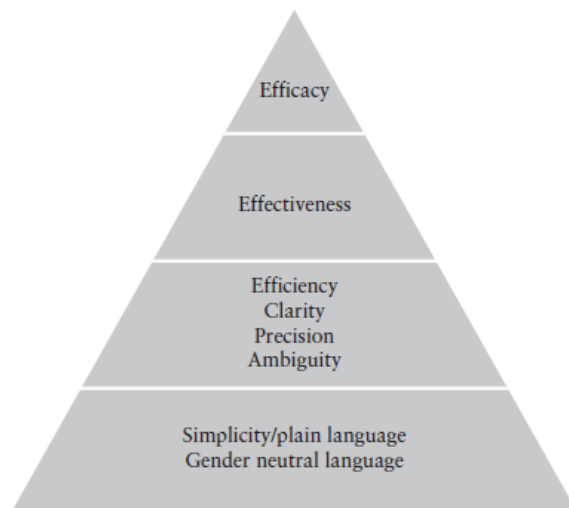 Efficacy
Effectiveness
Efficiency
Clarity
Precision
Ambiguity
Simplicity/plain language
Gender neutral language